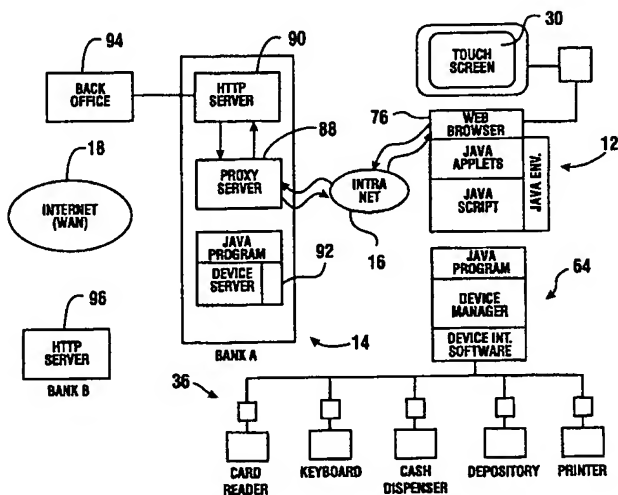 94
BACK
OFFICE
18
INTERNET
(WAN)
96
HTTP
SERVER
BANK B
90
HTTP
SERVER
88
PROXY
SERVER
JAVA
PROGRAM
DEVICE
SERVER
92
BANK A
14
INTRA
NET
16
30
TOUCH
SCREEN
76
WEB
BROWSER
JAVA
APPLETS
JAVA
SCRIPT
JAVA ENV.
12
JAVA
PROGRAM
DEVICE
MANAGER
DEVICE INT.
SOFTWARE
64
36
CARD
READER
KEYBOARD
CASH
DISPENSER
DEPOSITORY
PRINTER